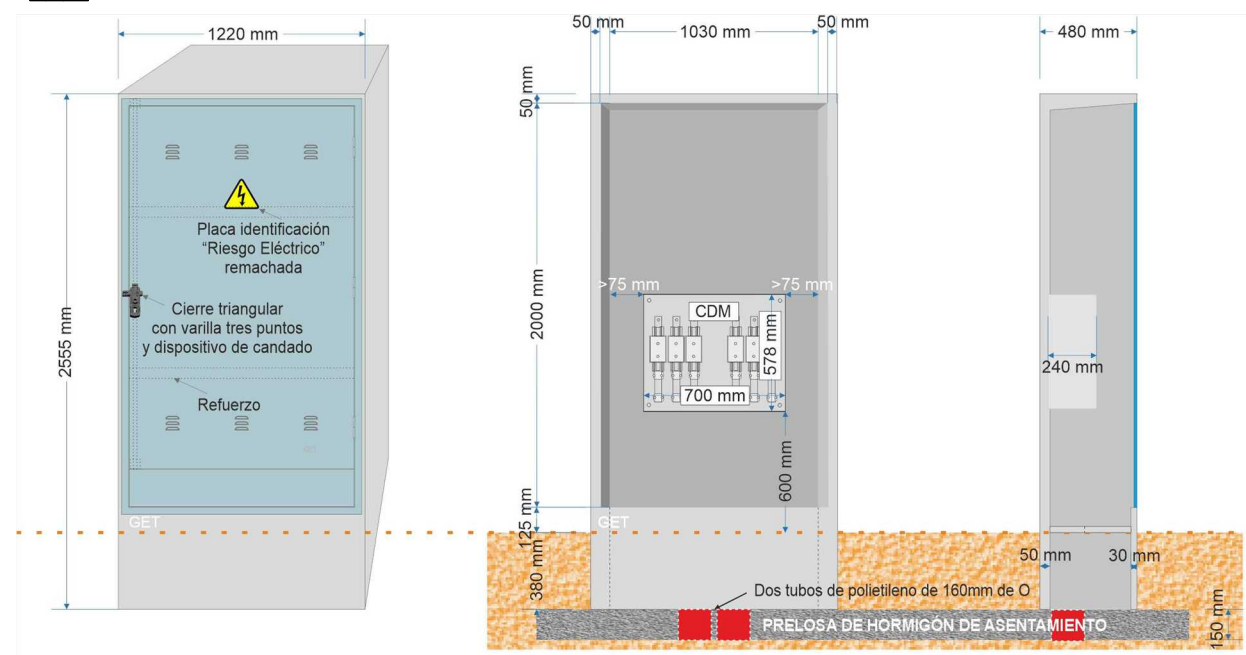 1220 mm
2555 mm
Placa identificación
“Riesgo Eléctrico”
remachada
Cierre triangular
con varilla tres puntos
y dispositivo de candado
Refuerzo
GET
GET
50 mm
1030 mm
50 mm
50 mm
2000 mm
>75 mm
>75 mm
CDM
578 mm
700 mm
600 mm
125 mm
GET
380 mm
Dos tubos de polietileno de 160mm de O
PRELOSA DE HORMIGÓN DE ASENTAMIENTO
480 mm
240 mm
50 mm
30 mm
150 mm